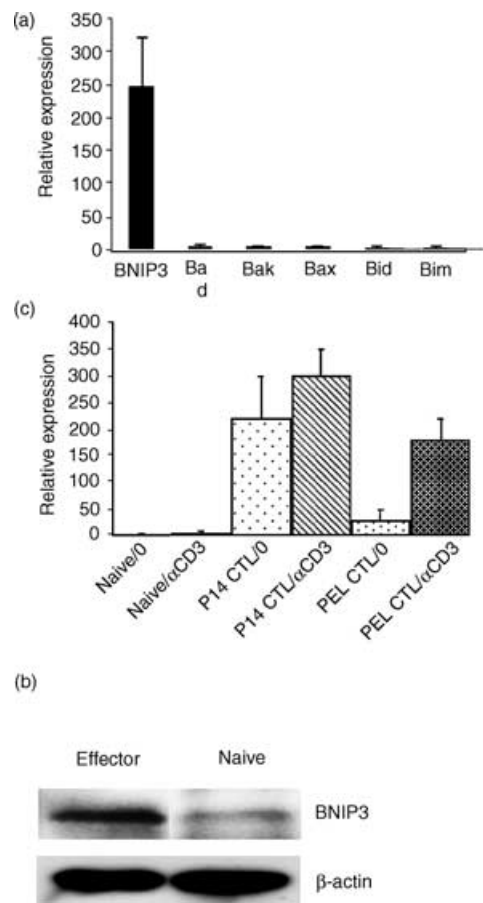 (a)
Relative expression
350
300
250
200
150
100
50
0
BNIP3 Ba Bak Bax Bid Bim
d
(c)
Relative expression
400
350
300
250
200
150
100
50
0
Naive/0
Naive/αCD3
P14 CTL/0
P14 CTL/αCD3
PEL CTL/0
PEL CTL/αCD3
(b)
Effector Naive
BNIP3
β-actin